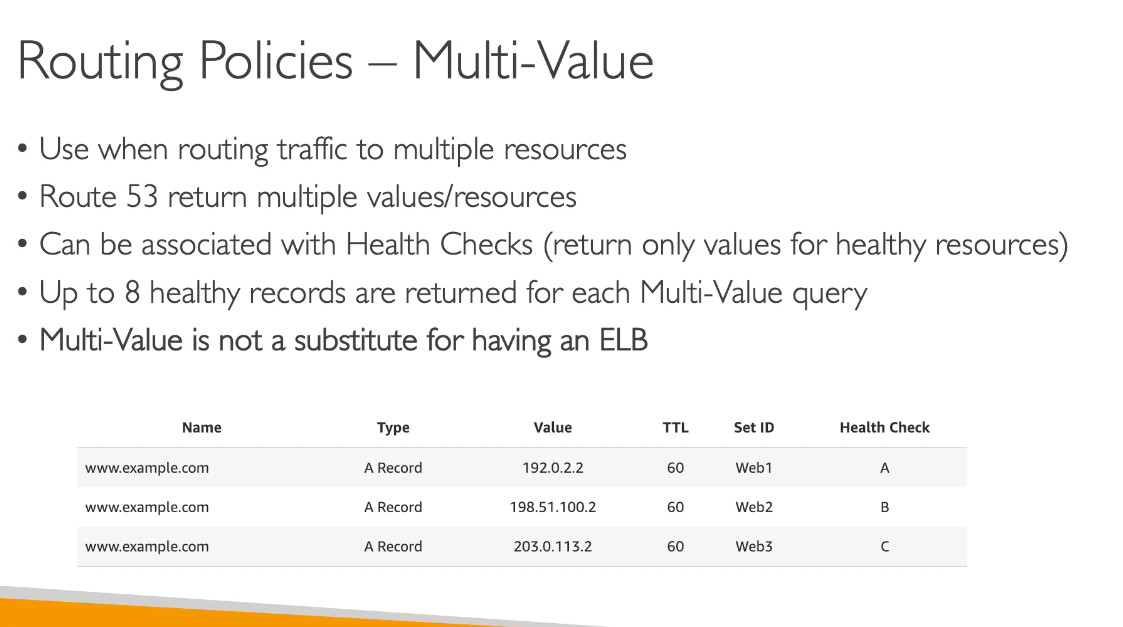 Routing Policies – Multi-Value
• Use when routing traffic to multiple resources
• Route 53 return multiple values/resources
• Can be associated with Health Checks (return only values for healthy resources)
• Up to 8 healthy records are returned for each Multi-Value query
• Multi-Value is not a substitute for having an ELB
Name Type Value TTL Set ID Health Check
www.example.com A Record 192.0.2.2 60 Web1 A
www.example.com A Record 198.51.100.2 60 Web2 B
www.example.com A Record 203.0.113.2 60 Web3 C